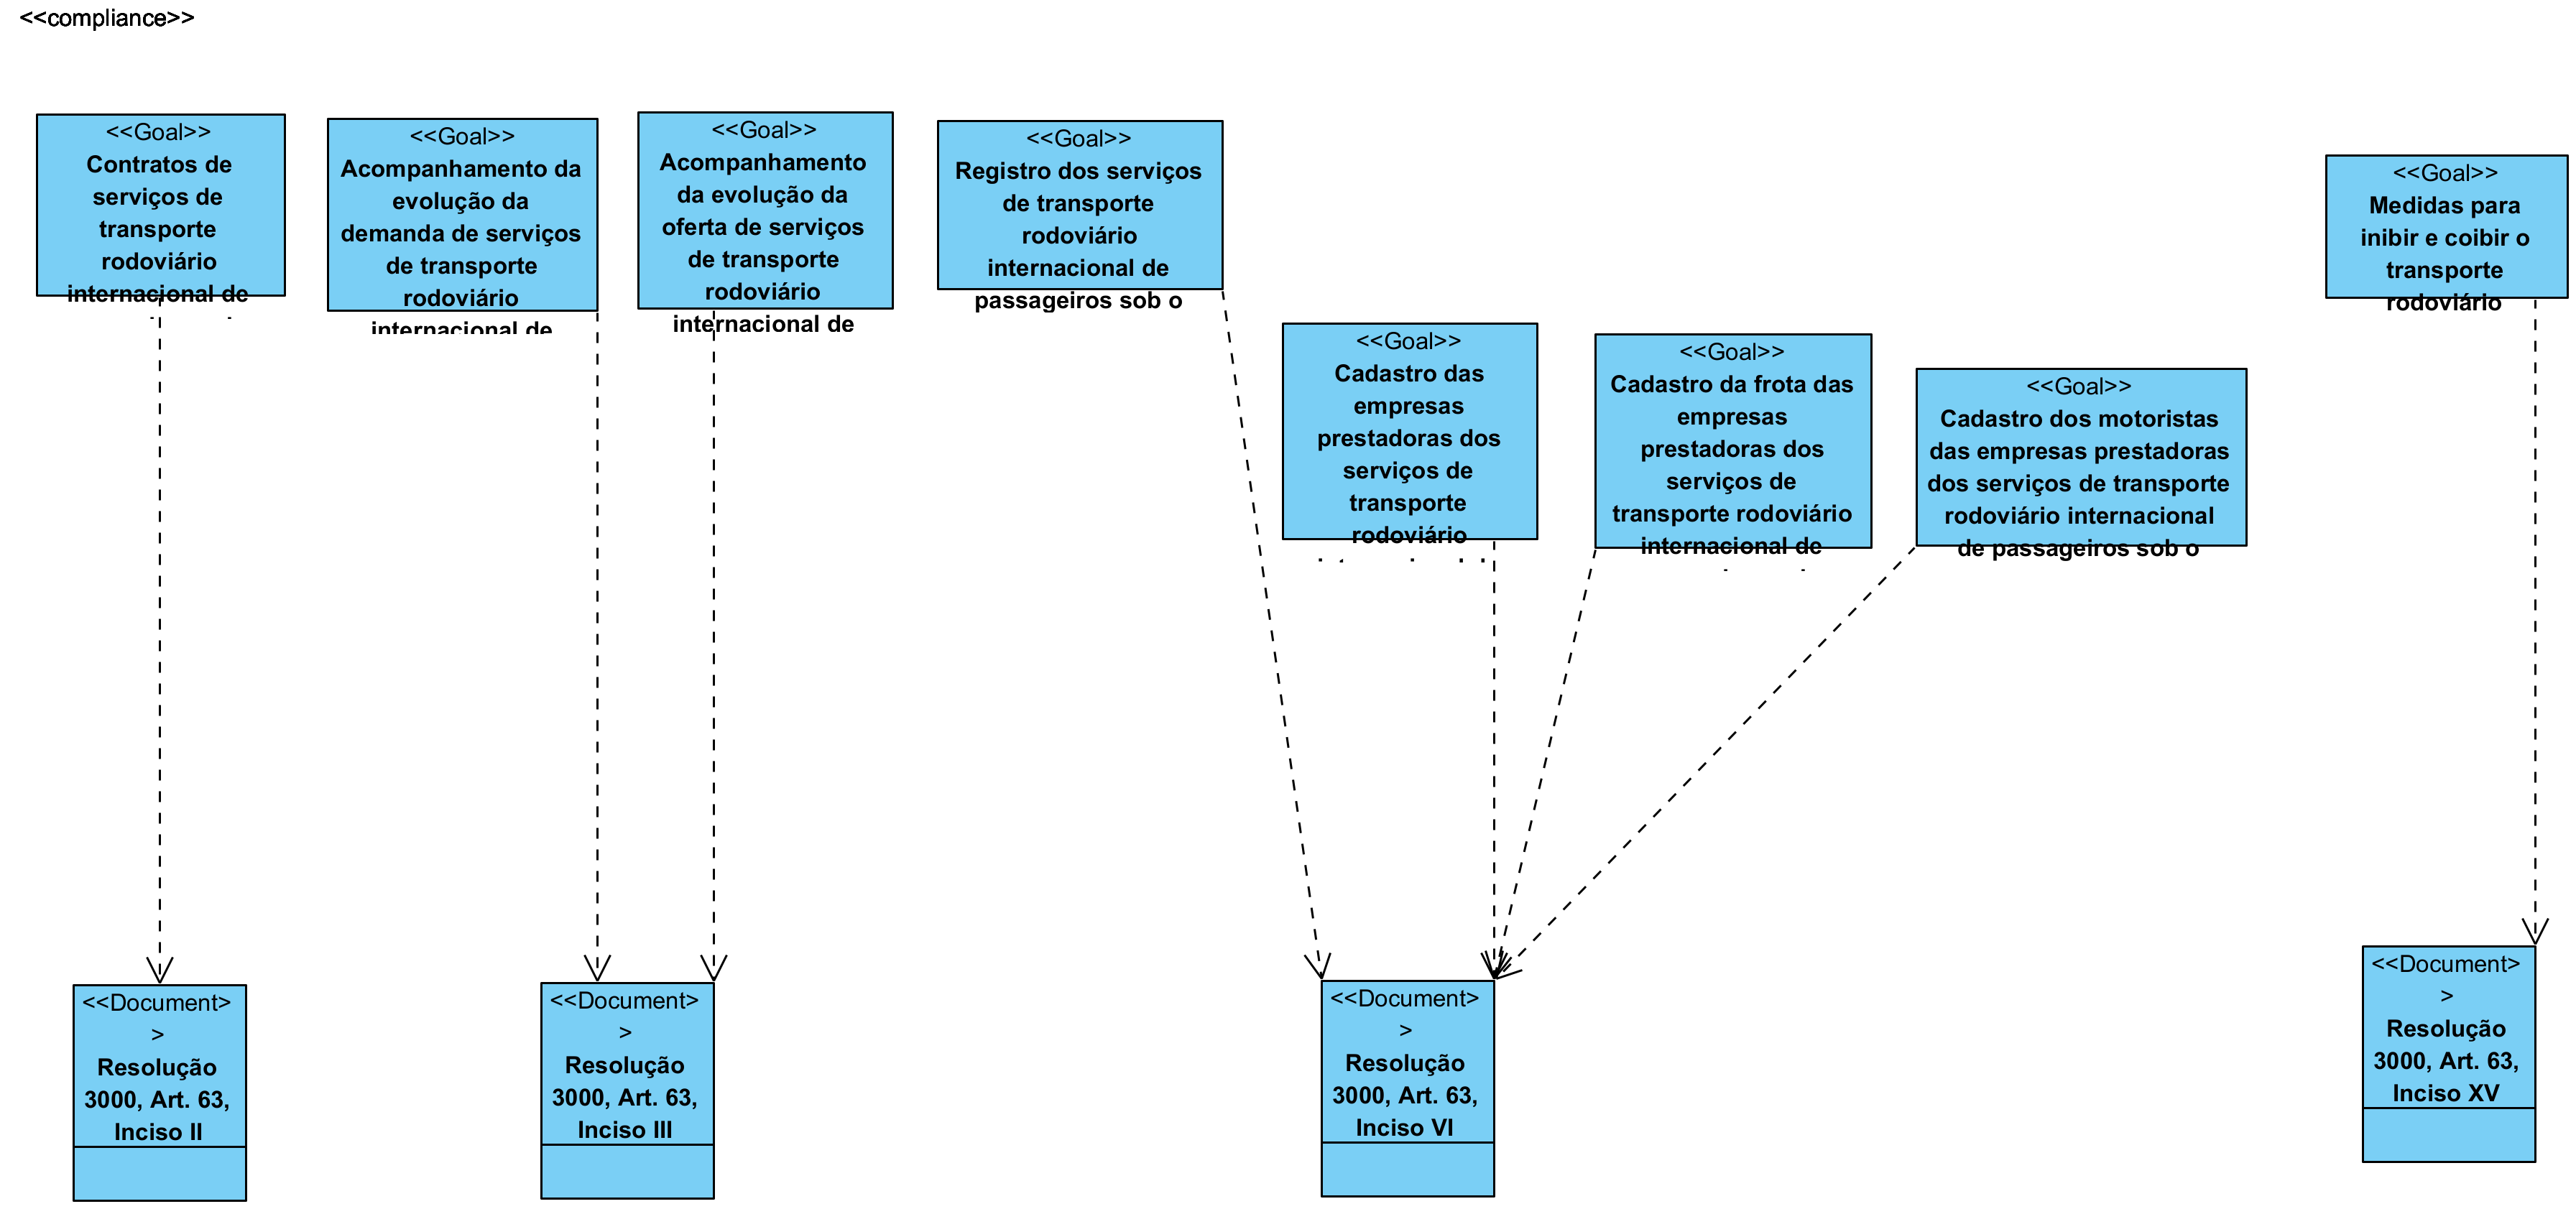 <<compliance>>
<<Goal>>
Contratos de
serviços de
transporte
rodoviário
internacional de
<<Goal>>
Acompanhamento da
evolução da
demanda de serviços
de transporte
rodoviário
internacional de
<<Goal>>
Acompanhamento
da evolução da
oferta de serviços
de transporte
rodoviário
internacional de
<<Goal>>
Registro dos serviços
de transporte
rodoviário
internacional de
passageiros sob o
<<Goal>>
Cadastro das
empresas
prestadoras dos
serviços de
transporte
rodoviário
<<Goal>>
Cadastro da frota das
empresas
prestadoras dos
serviços de
transporte rodoviário
internacional de
<<Goal>>
Cadastro dos motoristas
das empresas prestadoras
dos serviços de transporte
rodoviário internacional
de passageiros sob o
<<Goal>>
Medidas para
inibir e coibir o
transporte
rodoviário
<<Document>
>
Resolução
3000, Art. 63,
Inciso II
<<Document>
>
Resolução
3000, Art. 63,
Inciso III
<<Document>
>
Resolução
3000, Art. 63,
Inciso VI
<<Document>
>
Resolução
3000, Art. 63,
Inciso XV